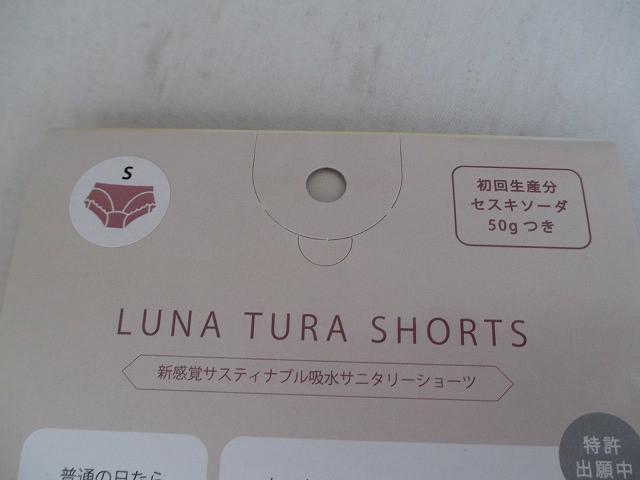 S
初回生産分
セスキソーダ
50gつき
LUNA TURA SHORTS
新感覚サスティナブル吸水サニタリーショーツ
特許
出願中
普通の日なら